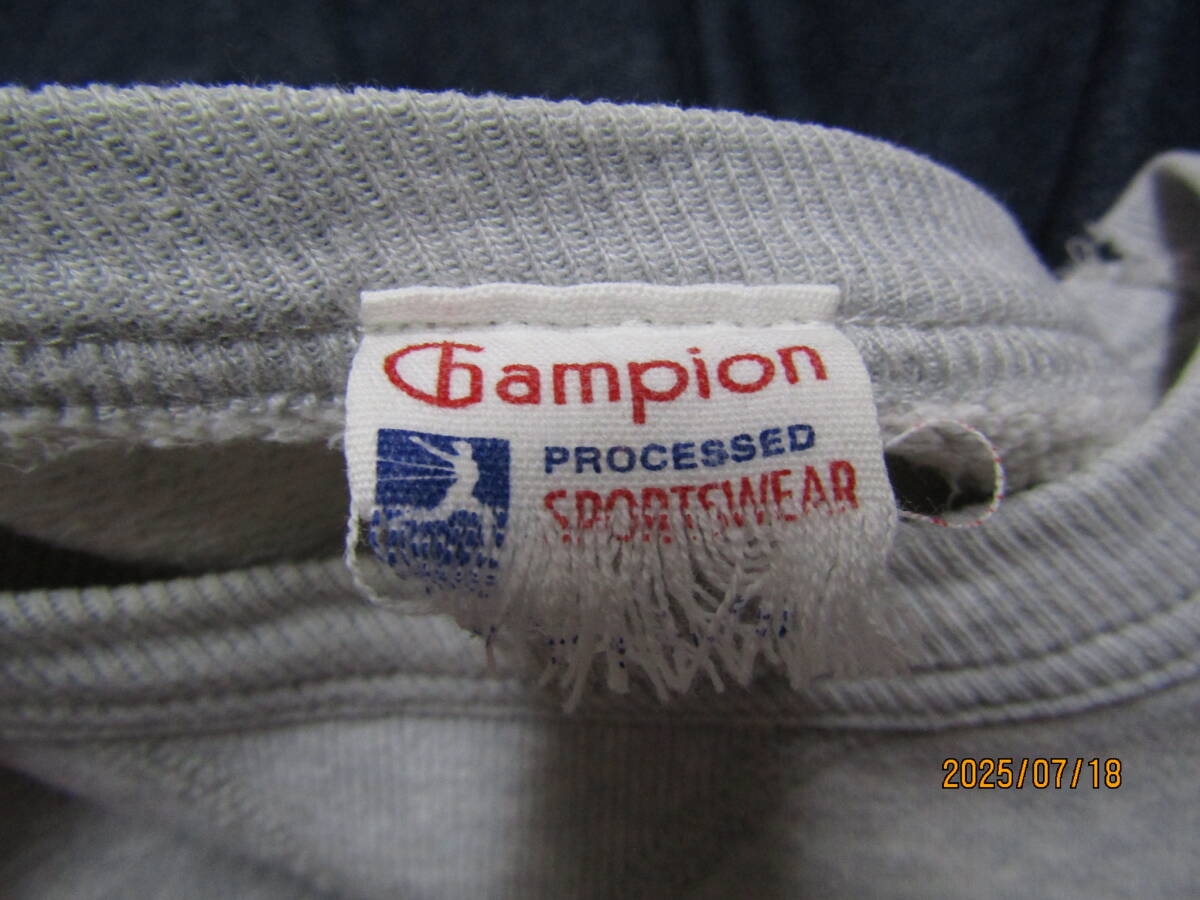 Champion
PROCESSED
SPORTSWEAR
2025/07/18